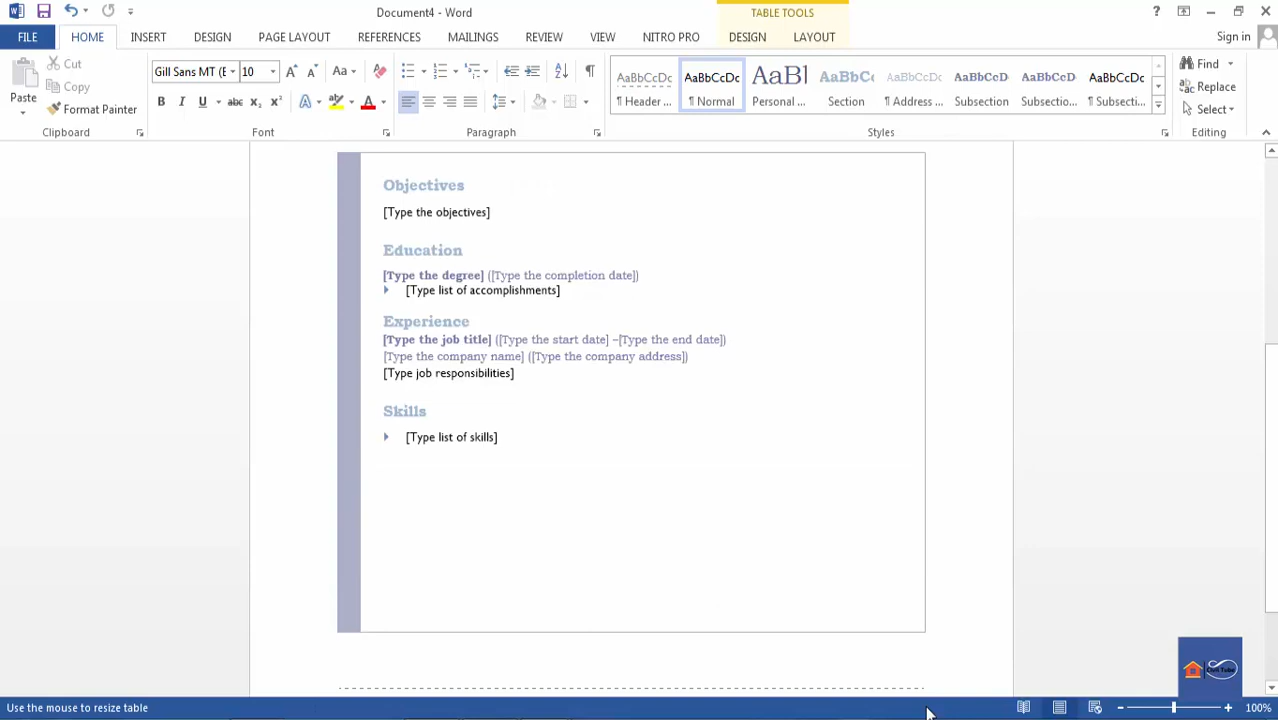 Document4 - Word
TABLE TOOLS
FILE HOME INSERT DESIGN PAGE LAYOUT REFERENCES MAILINGS REVIEW VIEW NITRO PRO DESIGN LAYOUT Sign in
Cut
Copy
Paste
Format Painter
Clipboard
Gill Sans MT (E 10
Font
Paragraph
AaBbCcDc AaBbCcDc AaBl AaBbCc AaBbCcDc AaBbCcD AaBbCcD AaBbCcDc
¶ Header ... ¶ Normal Personal ... Section ¶ Address ... Subsection Subsectio... ¶ Subsecti...
Styles
Find
Replace
Select
Editing
Objectives
[Type the objectives]
Education
[Type the degree] ([Type the completion date])
[Type list of accomplishments]
Experience
[Type the job title] ([Type the start date] –[Type the end date])
[Type the company name] ([Type the company address])
[Type job responsibilities]
Skills
[Type list of skills]
Civil Tube
Use the mouse to resize table
100%